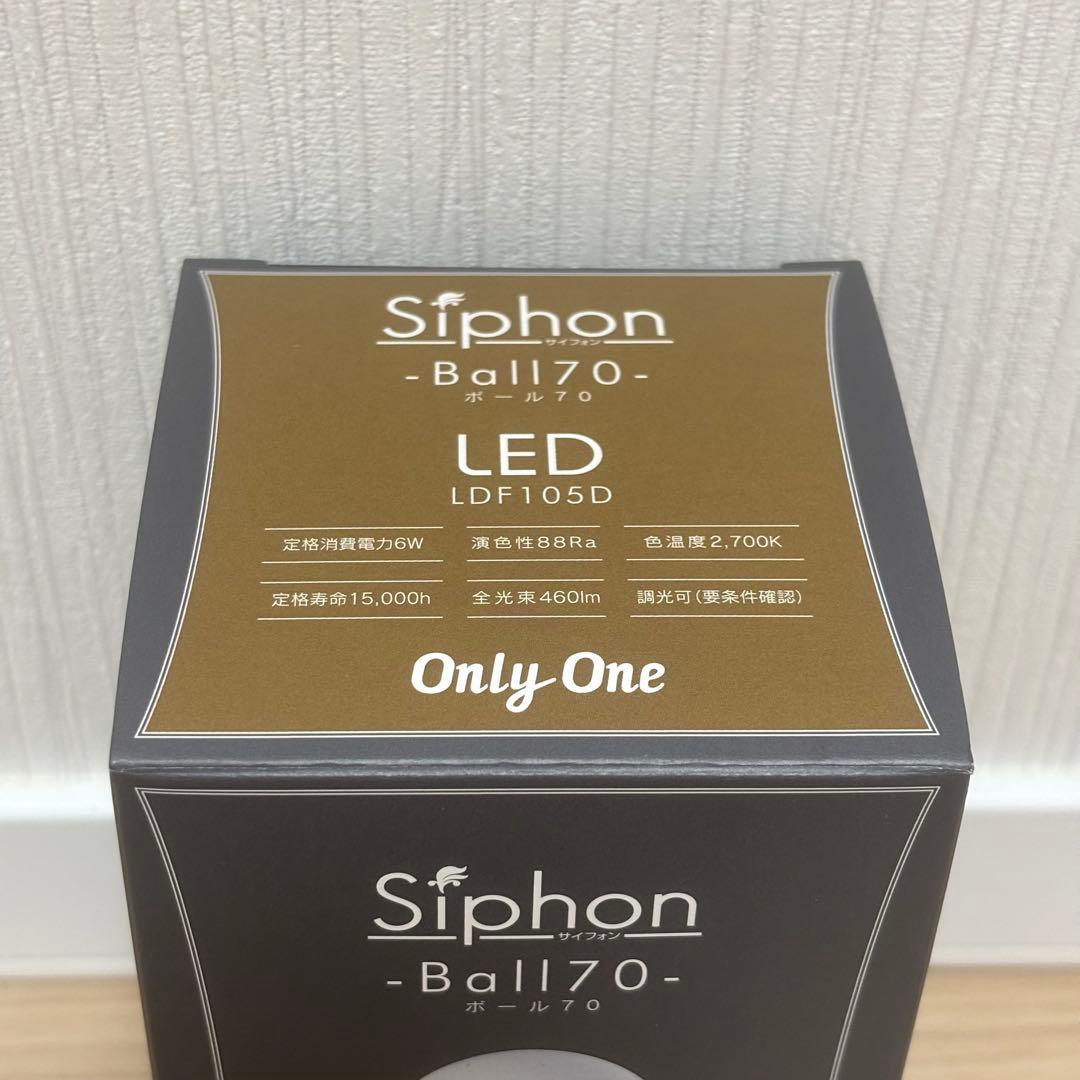 Siphon
サイフォン
-Ball70-
ボール70
LED
LDF105D
定格消費電力6W 演色性88Ra 色温度2,700K
定格寿命15,000h 全光束460lm 調光可(要条件確認)
Only One
Siphon
サイフォン
-Ball70-
ボール70